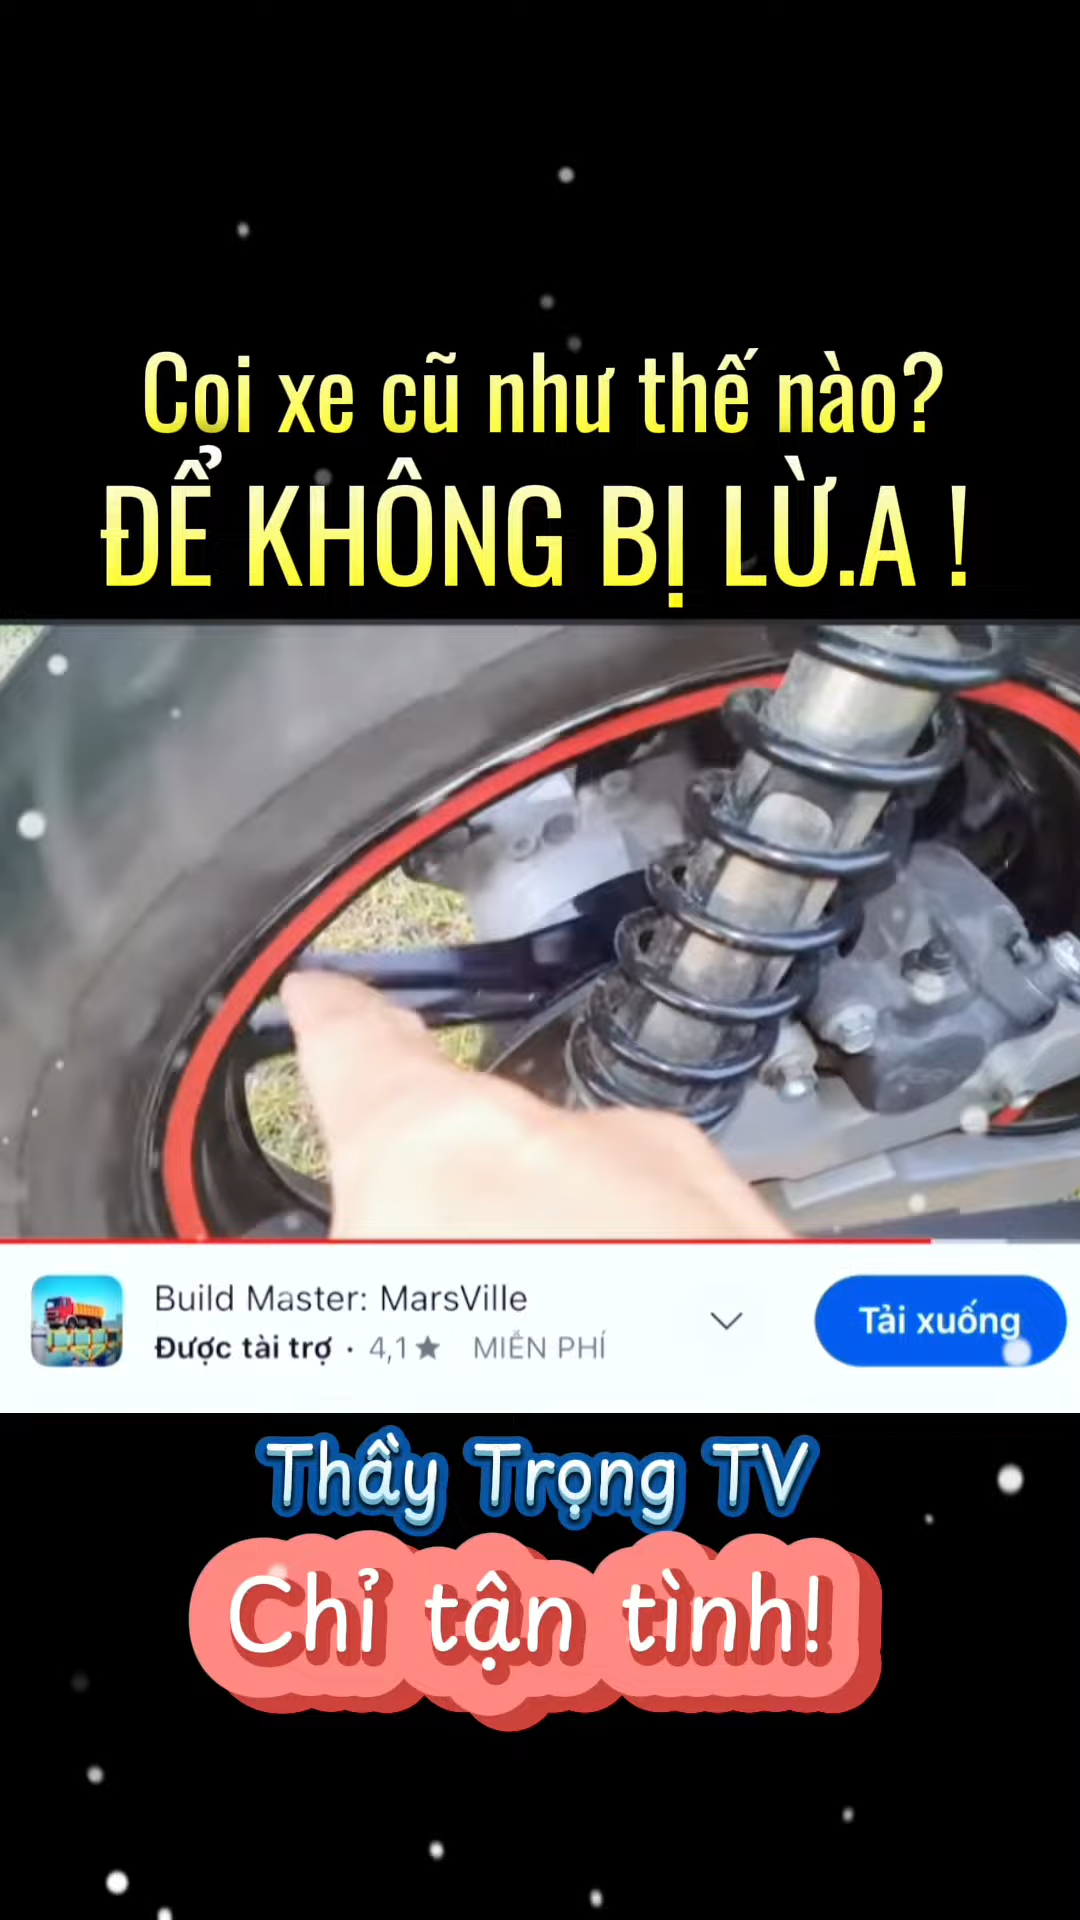 Coi xe cũ như thế nào?
ĐỂ KHÔNG BỊ LỪ.A !
Build Master: MarsVille
Được tài trợ · 4,1★ MIỄN PHÍ
Tải xuống
Thầy Trọng TV
Chỉ tận tình!